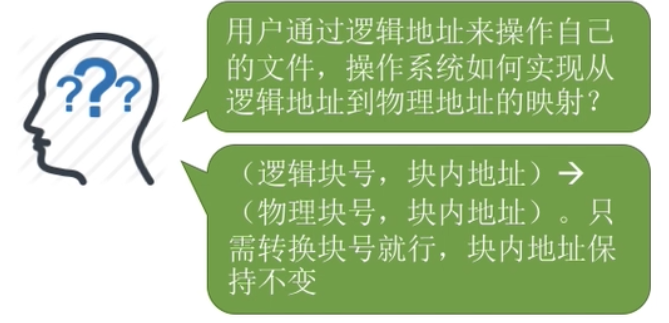 ???
用户通过逻辑地址来操作自己
的文件，操作系统如何实现从
逻辑地址到物理地址的映射？
（逻辑块号，块内地址）→
（物理块号，块内地址）。只
需转换块号就行，块内地址保
持不变